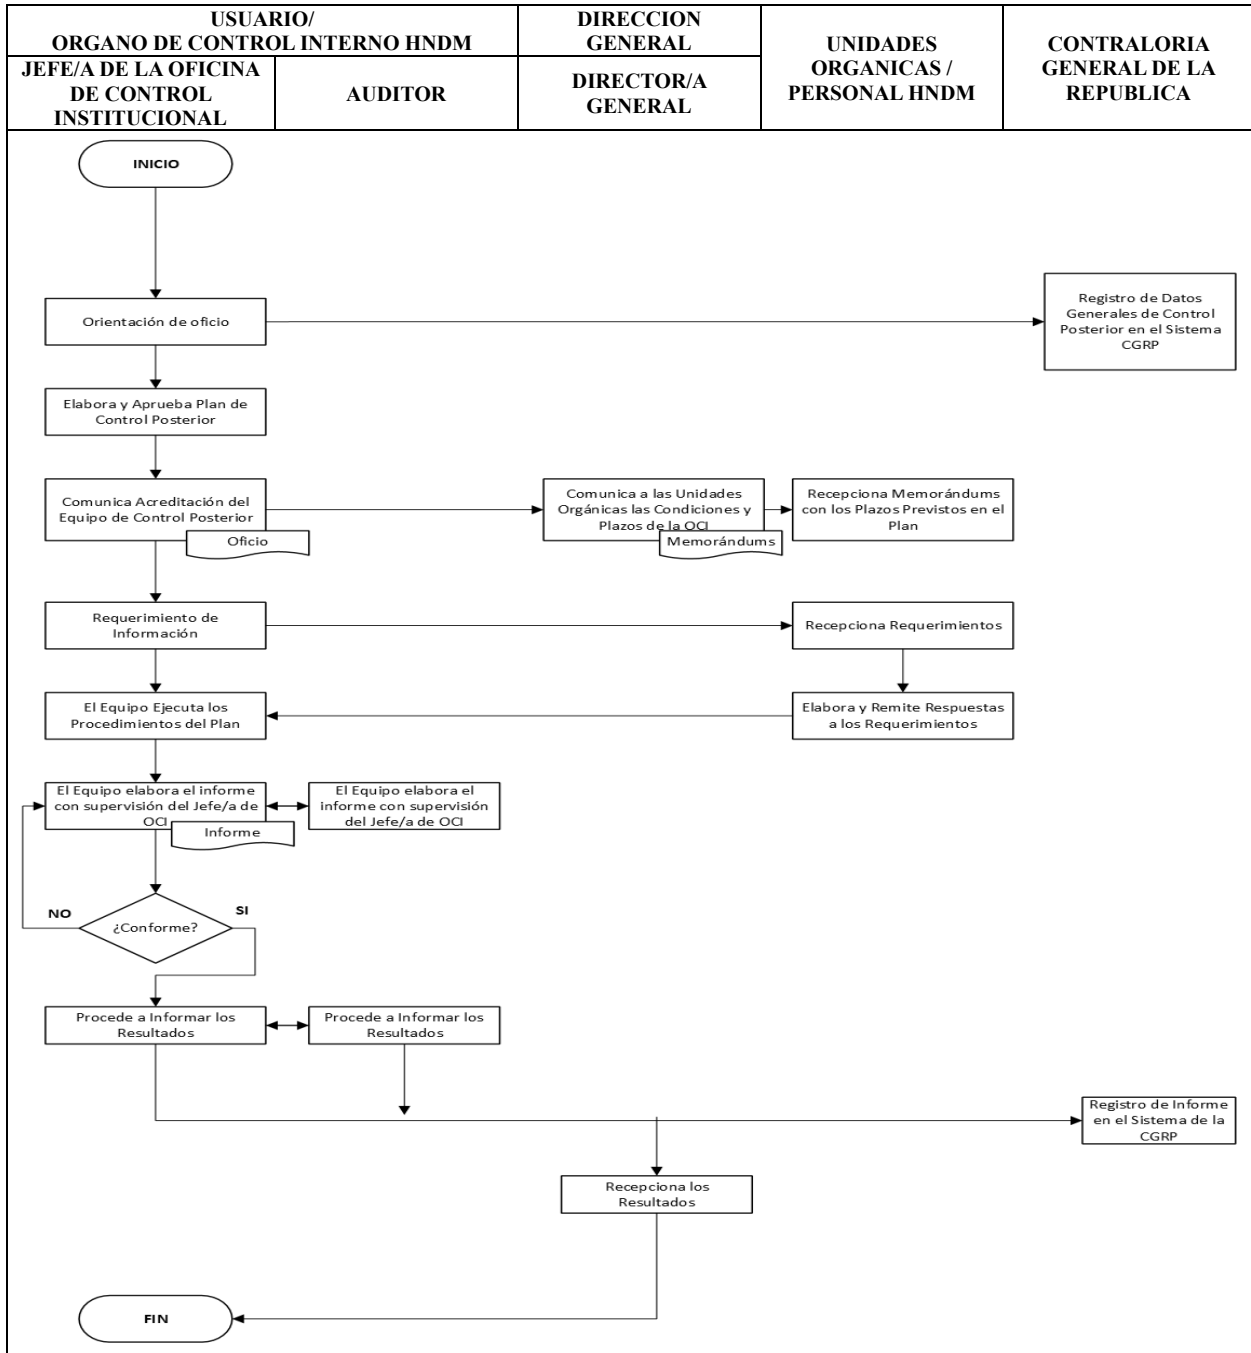 USUARIO/
ORGANO DE CONTROL INTERNO HNDM
DIRECCION
GENERAL
UNIDADES
ORGANICAS /
PERSONAL HNDM
CONTRALORIA
GENERAL DE LA
REPUBLICA
JEFE/A DE LA OFICINA
DE CONTROL
INSTITUCIONAL
AUDITOR
DIRECTOR/A
GENERAL
INICIO
Orientación de oficio
Registro de Datos
Generales de Control
Posterior en el Sistema
CGRP
Elabora y Aprueba Plan de
Control Posterior
Comunica Acreditación del
Equipo de Control Posterior
Oficio
Comunica a las Unidades
Orgánicas las Condiciones y
Plazos de la OCI
Memorándums
Recepciona Memorándums
con los Plazos Previstos en el
Plan
Requerimiento de
Información
Recepciona Requerimientos
El Equipo Ejecuta los
Procedimientos del Plan
Elabora y Remite Respuestas
a los Requerimientos
El Equipo elabora el informe
con supervisión del Jefe/a de
OCI
Informe
El Equipo elabora el
informe con supervisión
del Jefe/a de OCI
NO
¿Conforme?
SI
Procede a Informar los
Resultados
Procede a Informar los
Resultados
Registro de Informe
en el Sistema de la
CGRP
Recepciona los
Resultados
FIN